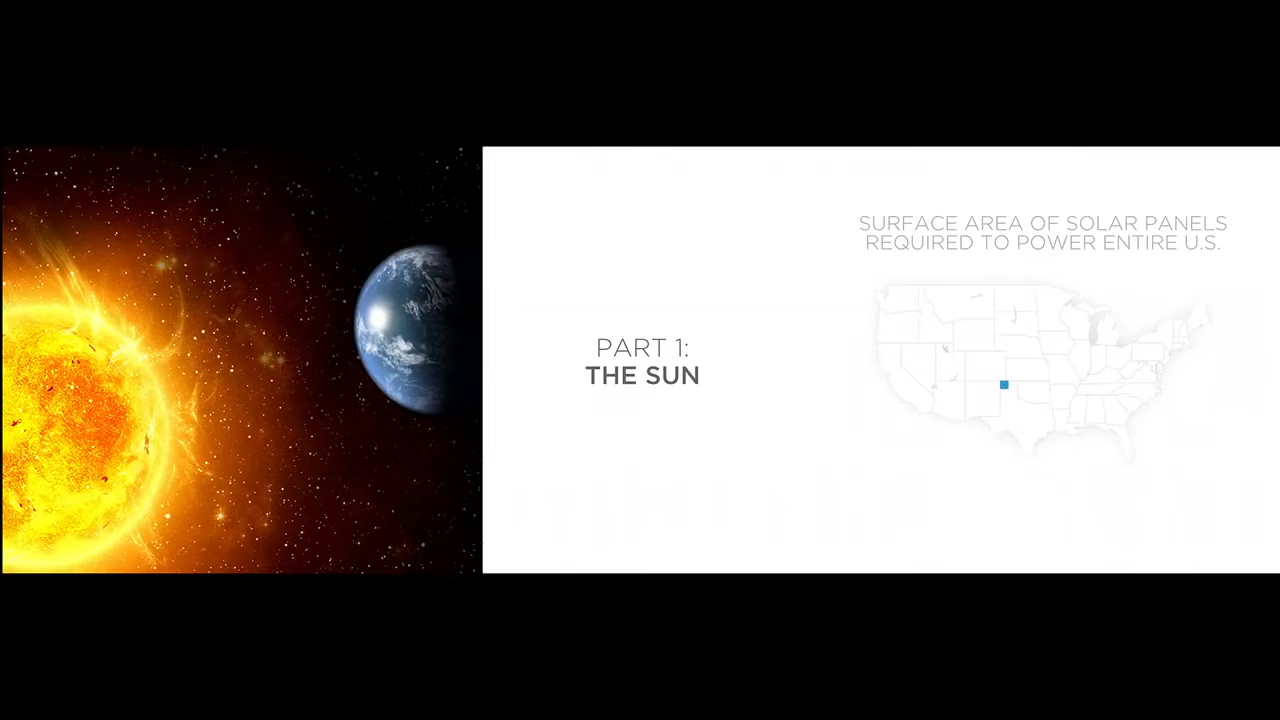 PART 1:
THE SUN
SURFACE AREA OF SOLAR PANELS
REQUIRED TO POWER ENTIRE U.S.